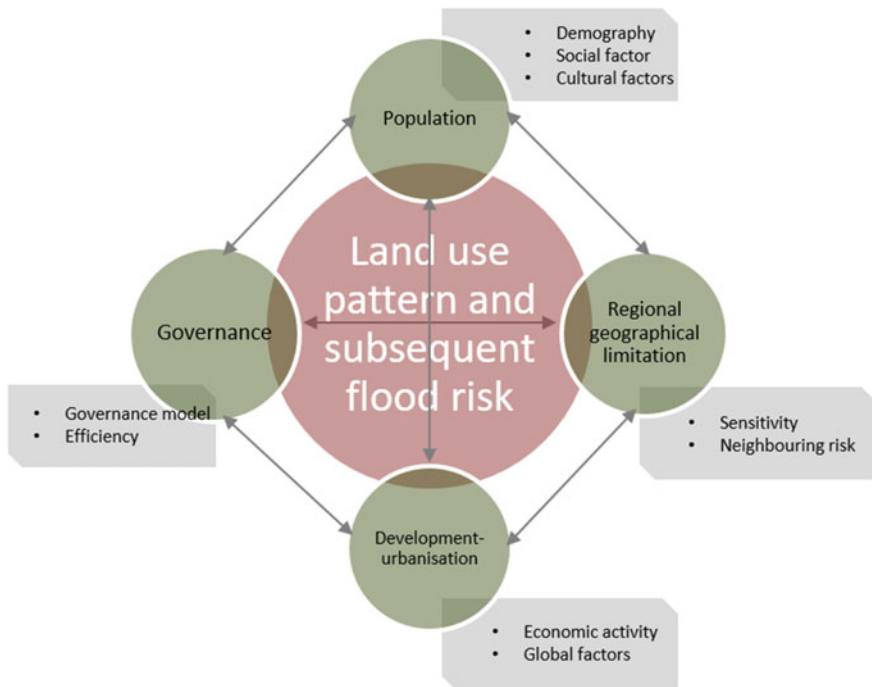 • Demography
• Social factor
• Cultural factors
Population
Land use
pattern and
subsequent
flood risk
Governance
Regional
geographical
limitation
• Governance model
• Efficiency
• Sensitivity
• Neighbouring risk
Development-
urbanisation
• Economic activity
• Global factors